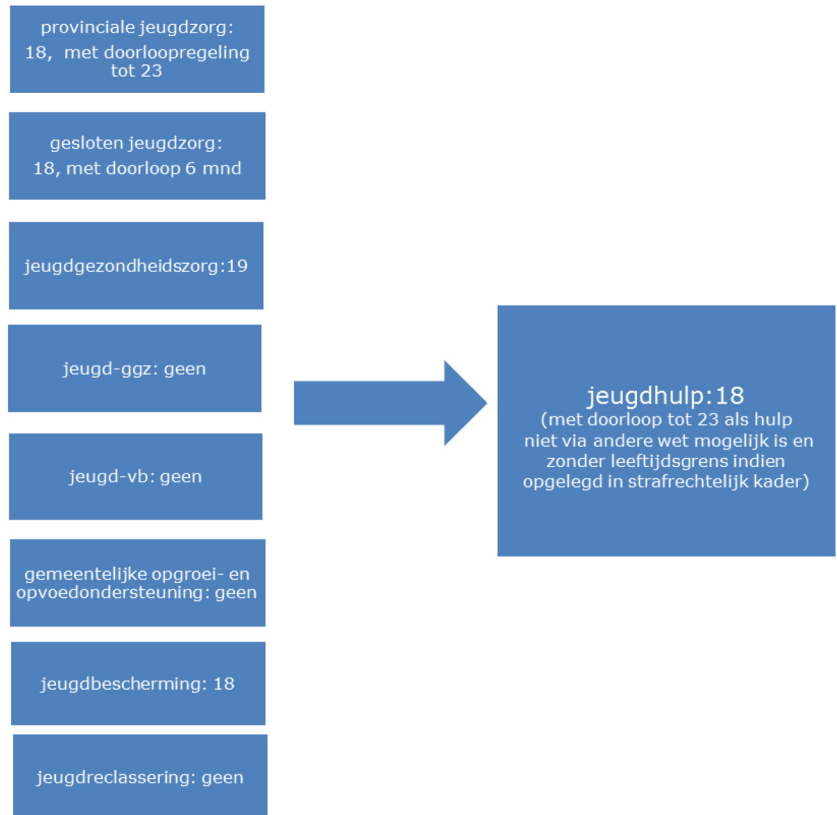 provinciale jeugdzorg:
18, met doorloopregeling
tot 23
gesloten jeugdzorg:
18, met doorloop 6 mnd
jeugdgezondheidszorg:19
jeugd-ggz: geen
jeugd-vb: geen
gemeentelijke opgroei- en
opvoedondersteuning: geen
jeugdbescherming: 18
jeugdreclassering: geen
jeugdhulp:18
(met doorloop tot 23 als hulp
niet via andere wet mogelijk is en
zonder leeftijdsgrens indien
opgelegd in strafrechtelijk kader)